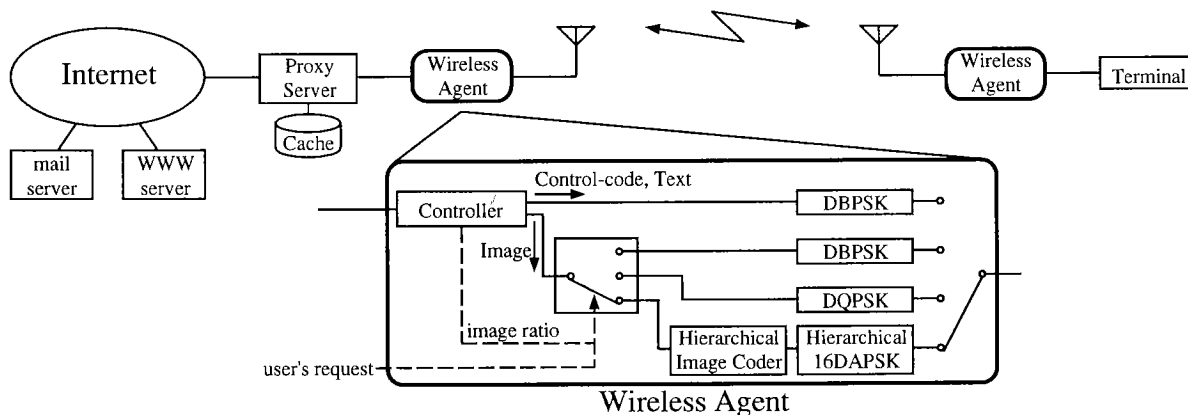 Internet
Proxy
Server
Wireless
Agent
Wireless
Agent
Terminal
Cache
mail
server
WWW
server
Control-code, Text
Controller
DBPSK
Image
DBPSK
DQPSK
image ratio
Hierarchical
Image Coder
Hierarchical
16DAPSK
user's request
Wireless Agent